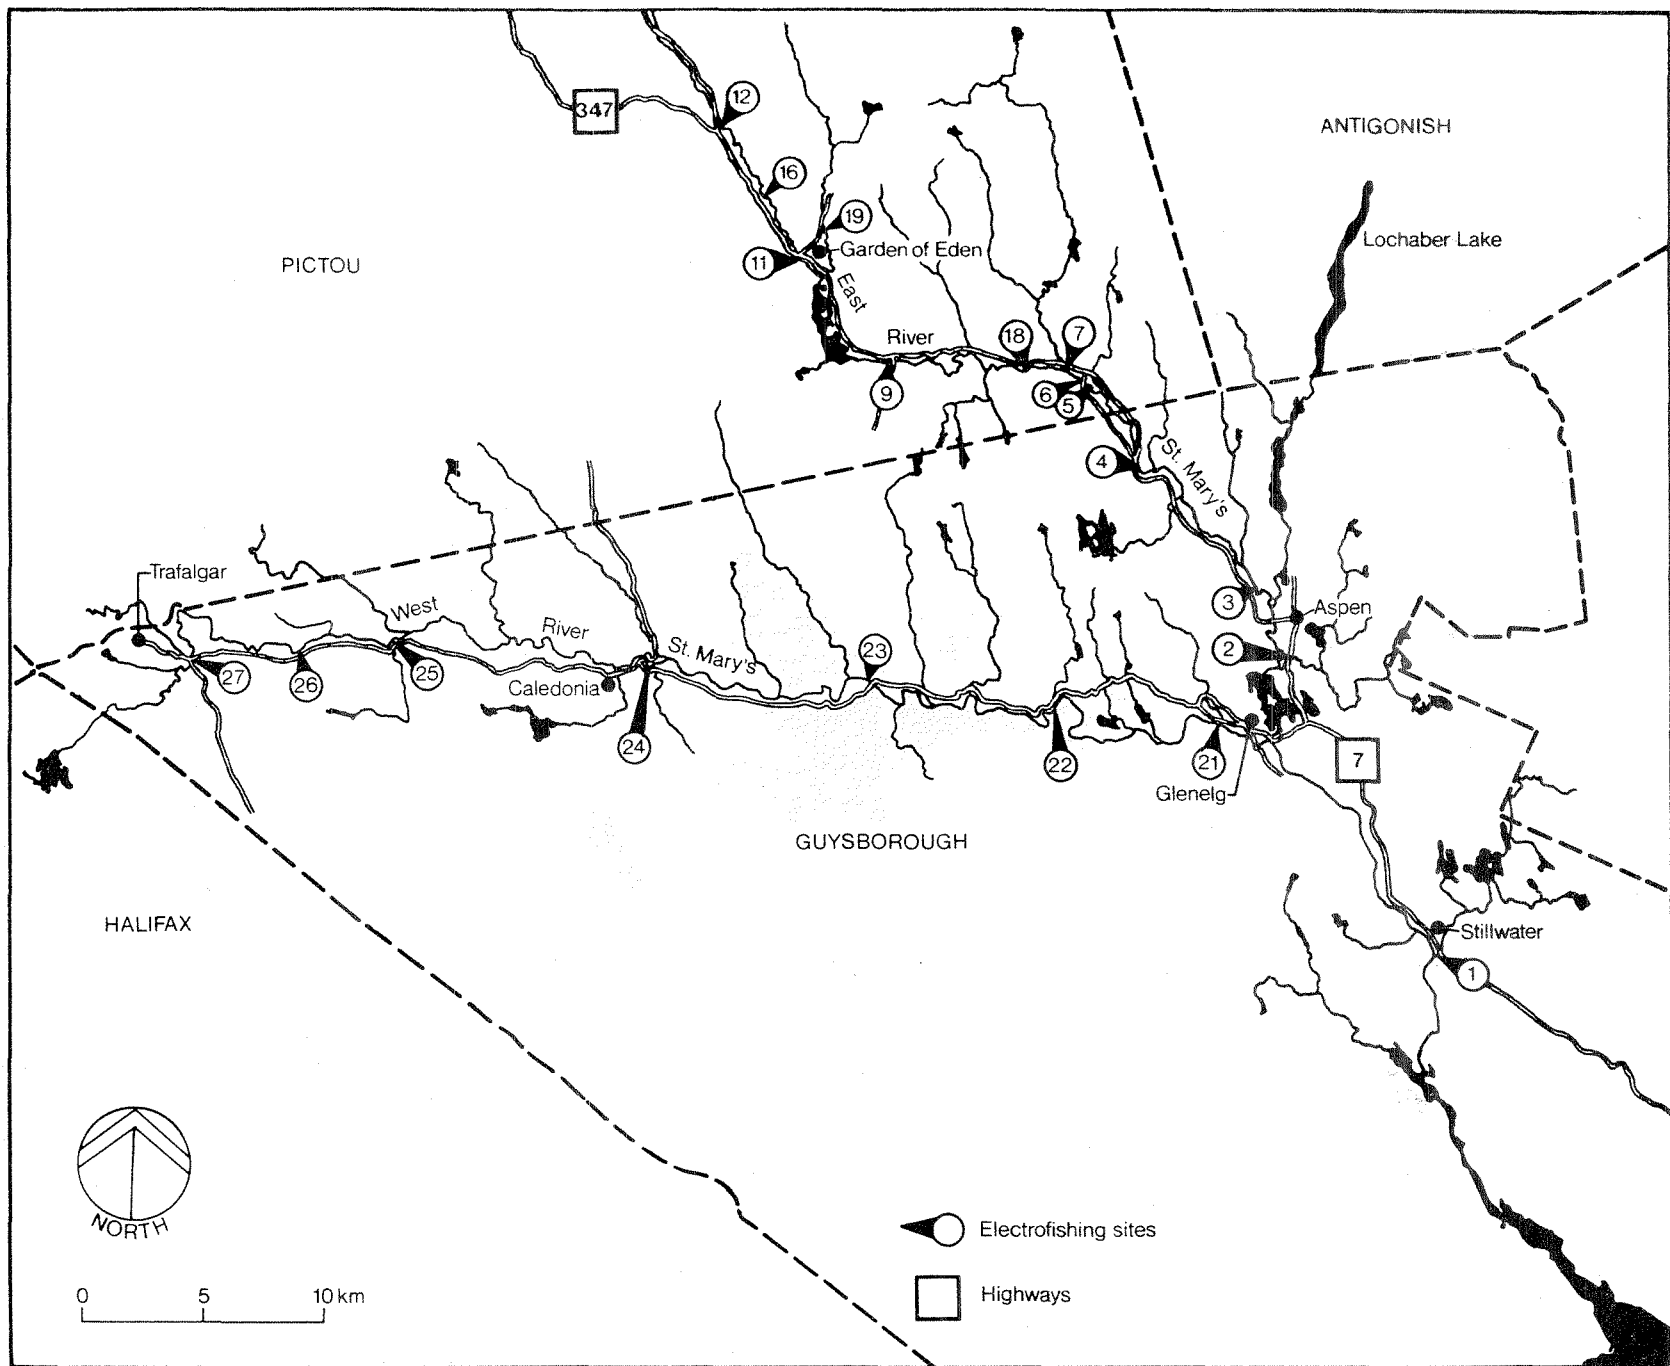 347
12
ANTIGONISH
16
19
Lochaber Lake
Garden of Eden
11
PICTOU
East
River
18
7
9
6
5
4
St. Mary's
Trafalgar
West
River
3
Aspen
2
St. Mary's
23
27
26
25
Caledonia
24
22
21
7
Glenelg
GUYSBOROUGH
HALIFAX
Stillwater
1
NORTH
Electrofishing sites
Highways
0 5 10 km